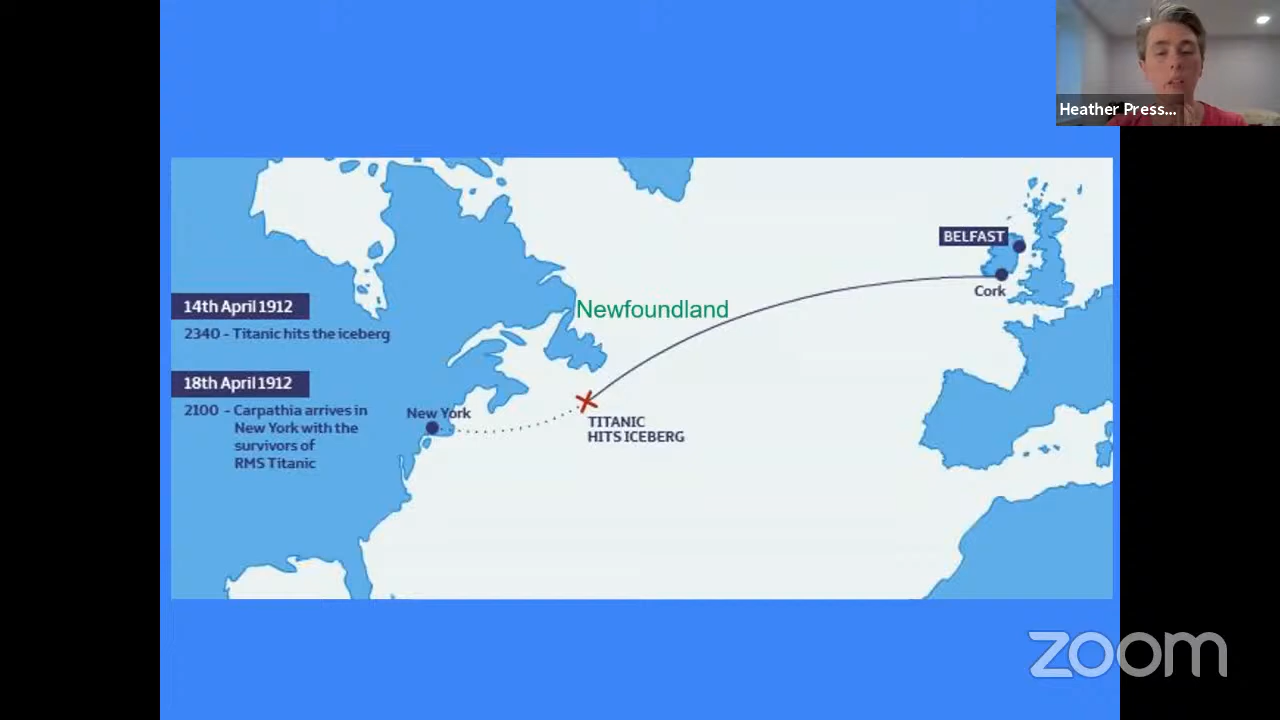 Heather Press...
BELFAST
Cork
Newfoundland
14th April 1912
2340 - Titanic hits the iceberg
18th April 1912
2100 - Carpathia arrives in
New York with the
survivors of
RMS Titanic
New York
TITANIC
HITS ICEBERG
zoom